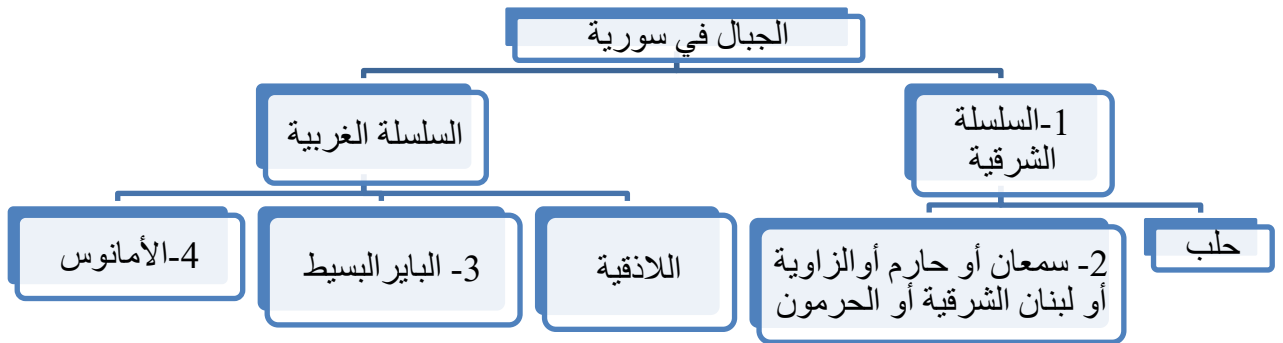 الجبال في سورية
1-السلسلة
الشرقية
السلسلة الغربية
حلب
2- سمعان أو حارم أوالزاوية
أو لبنان الشرقية أو الحرمون
اللاذقية
3- البايرالبسيط
4-الأمانوس